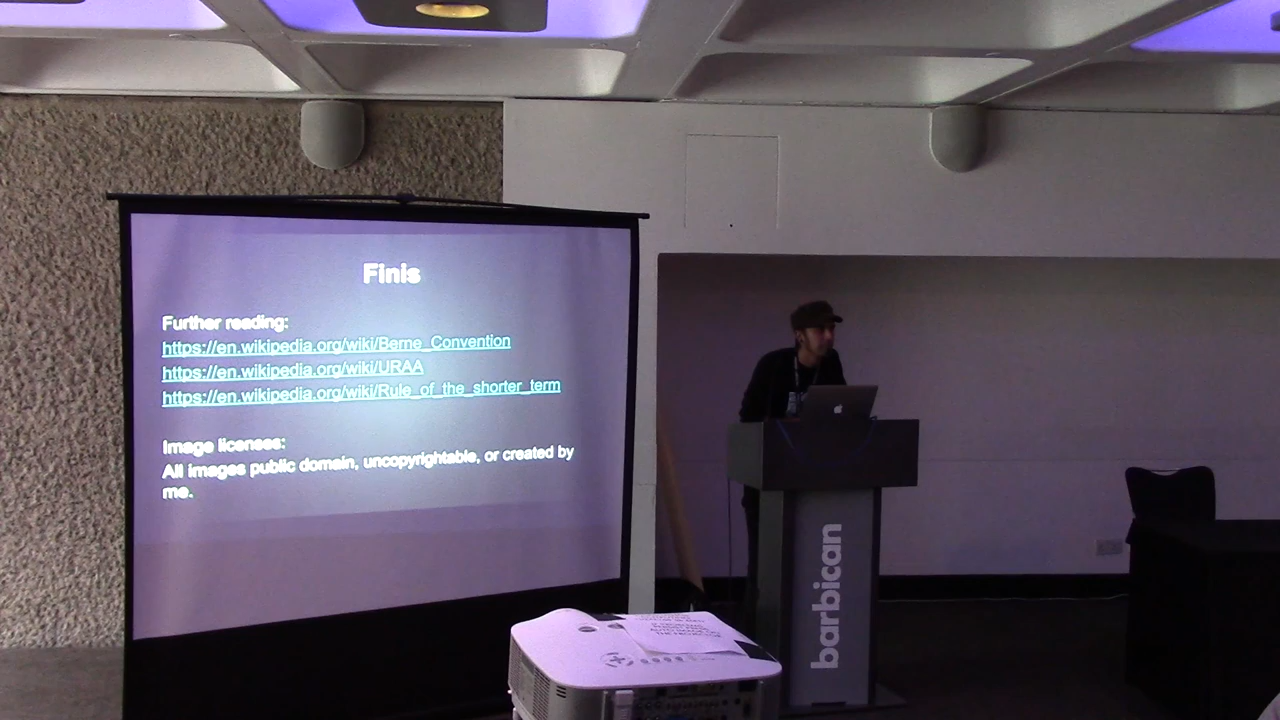 Finis
Further reading:
https://en.wikipedia.org/wiki/Berne_Convention
https://en.wikipedia.org/wiki/URAA
https://en.wikipedia.org/wiki/Rule_of_the_shorter_term
Image licenses:
All images public domain, uncopyrightable, or created by
me.
barbican